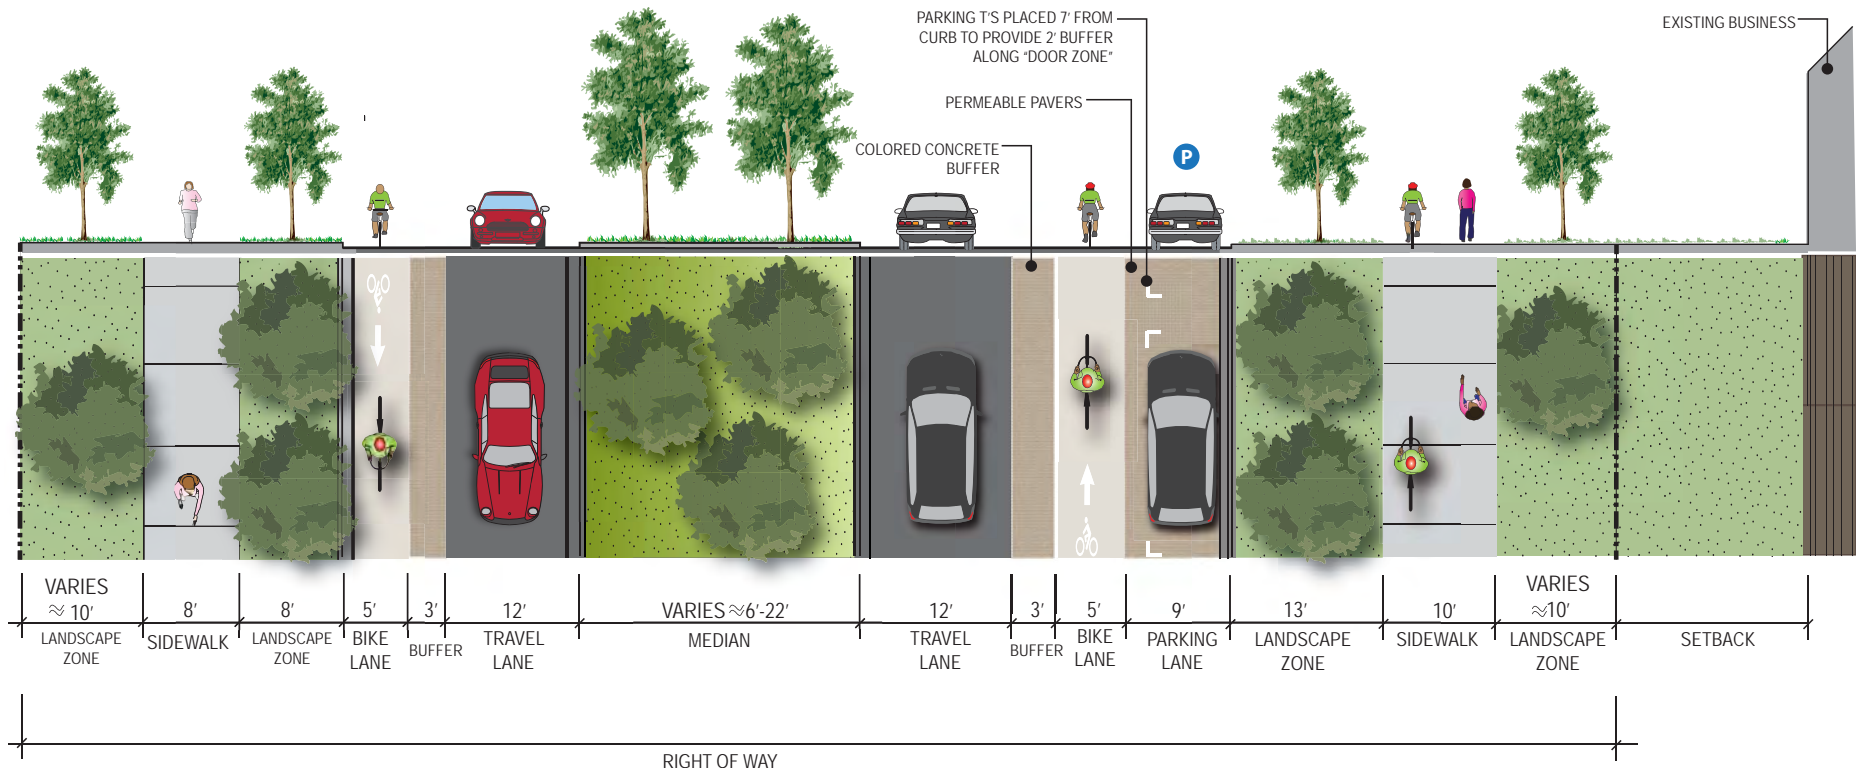 PARKING T'S PLACED 7' FROM
CURB TO PROVIDE 2' BUFFER
ALONG "DOOR ZONE"
EXISTING BUSINESS
PERMEABLE PAVERS
COLORED CONCRETE
BUFFER
P
VARIES
≈ 10'
8'
8'
5'
3'
12'
VARIES ≈6'-22'
12'
3'
5'
9'
13'
10'
VARIES
≈10'
LANDSCAPE
ZONE
SIDEWALK
LANDSCAPE
ZONE
BIKE
LANE
BUFFER
TRAVEL
LANE
MEDIAN
TRAVEL
LANE
BUFFER
BIKE
LANE
PARKING
LANE
LANDSCAPE
ZONE
SIDEWALK
LANDSCAPE
ZONE
SETBACK
RIGHT OF WAY